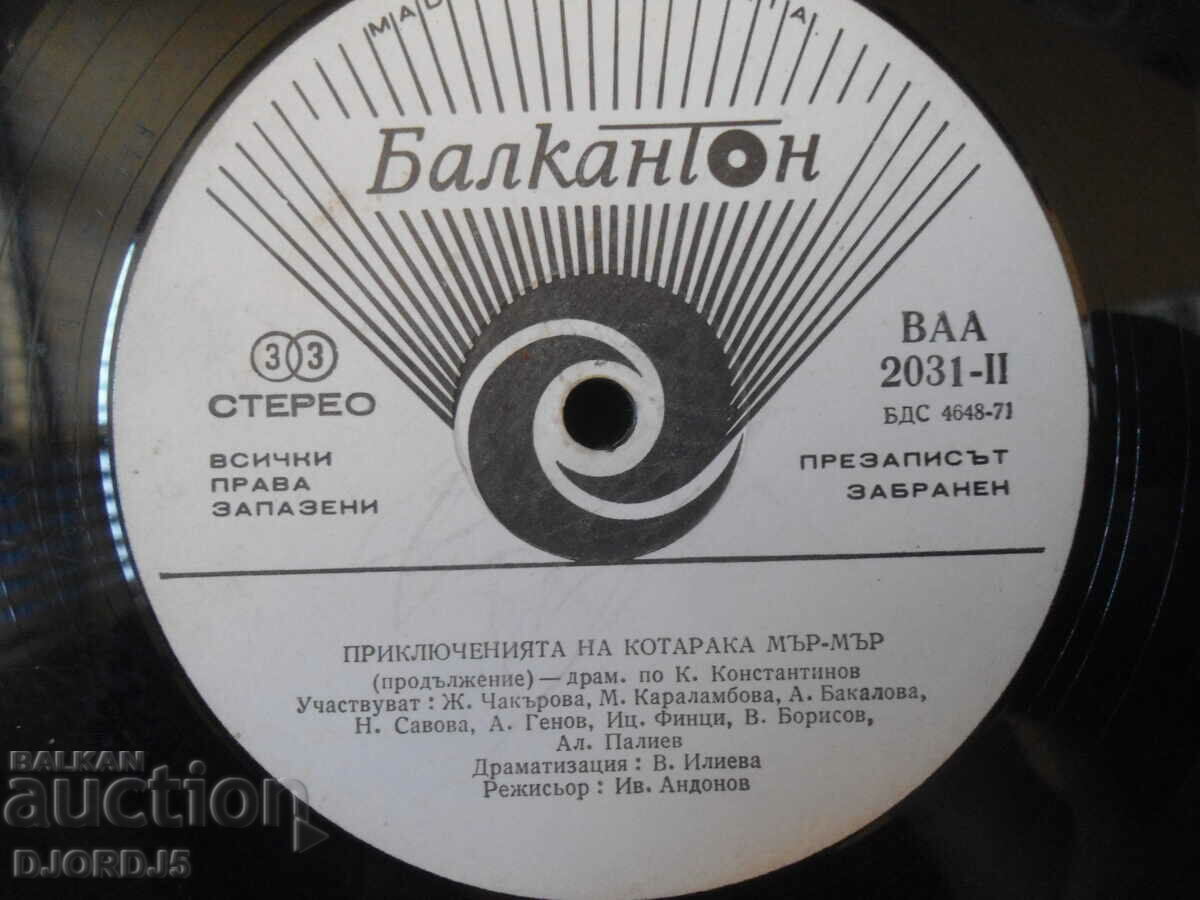 Балкантон
33
СТЕРЕО
ВСИЧКИ
ПРАВА
ЗАПАЗЕНИ
ВАА
2031-II
БДС 4648-71
ПРЕЗАПИСЪТ
ЗАБРАНЕН
ПРИКЛЮЧЕНИЯТА НА КОТАРАКА МЪР-МЪР
(продължение) — драм. по К. Константинов
Участвуват : Ж. Чакърова, М. Караламбова, А. Бакалова,
Н. Савова, А. Генов, Иц. Финци, В. Борисов,
Ал. Палиев
Драматизация : В. Илиева
Режисьор : Ив. Андонов
BALKAN
auction
DJORDJ5